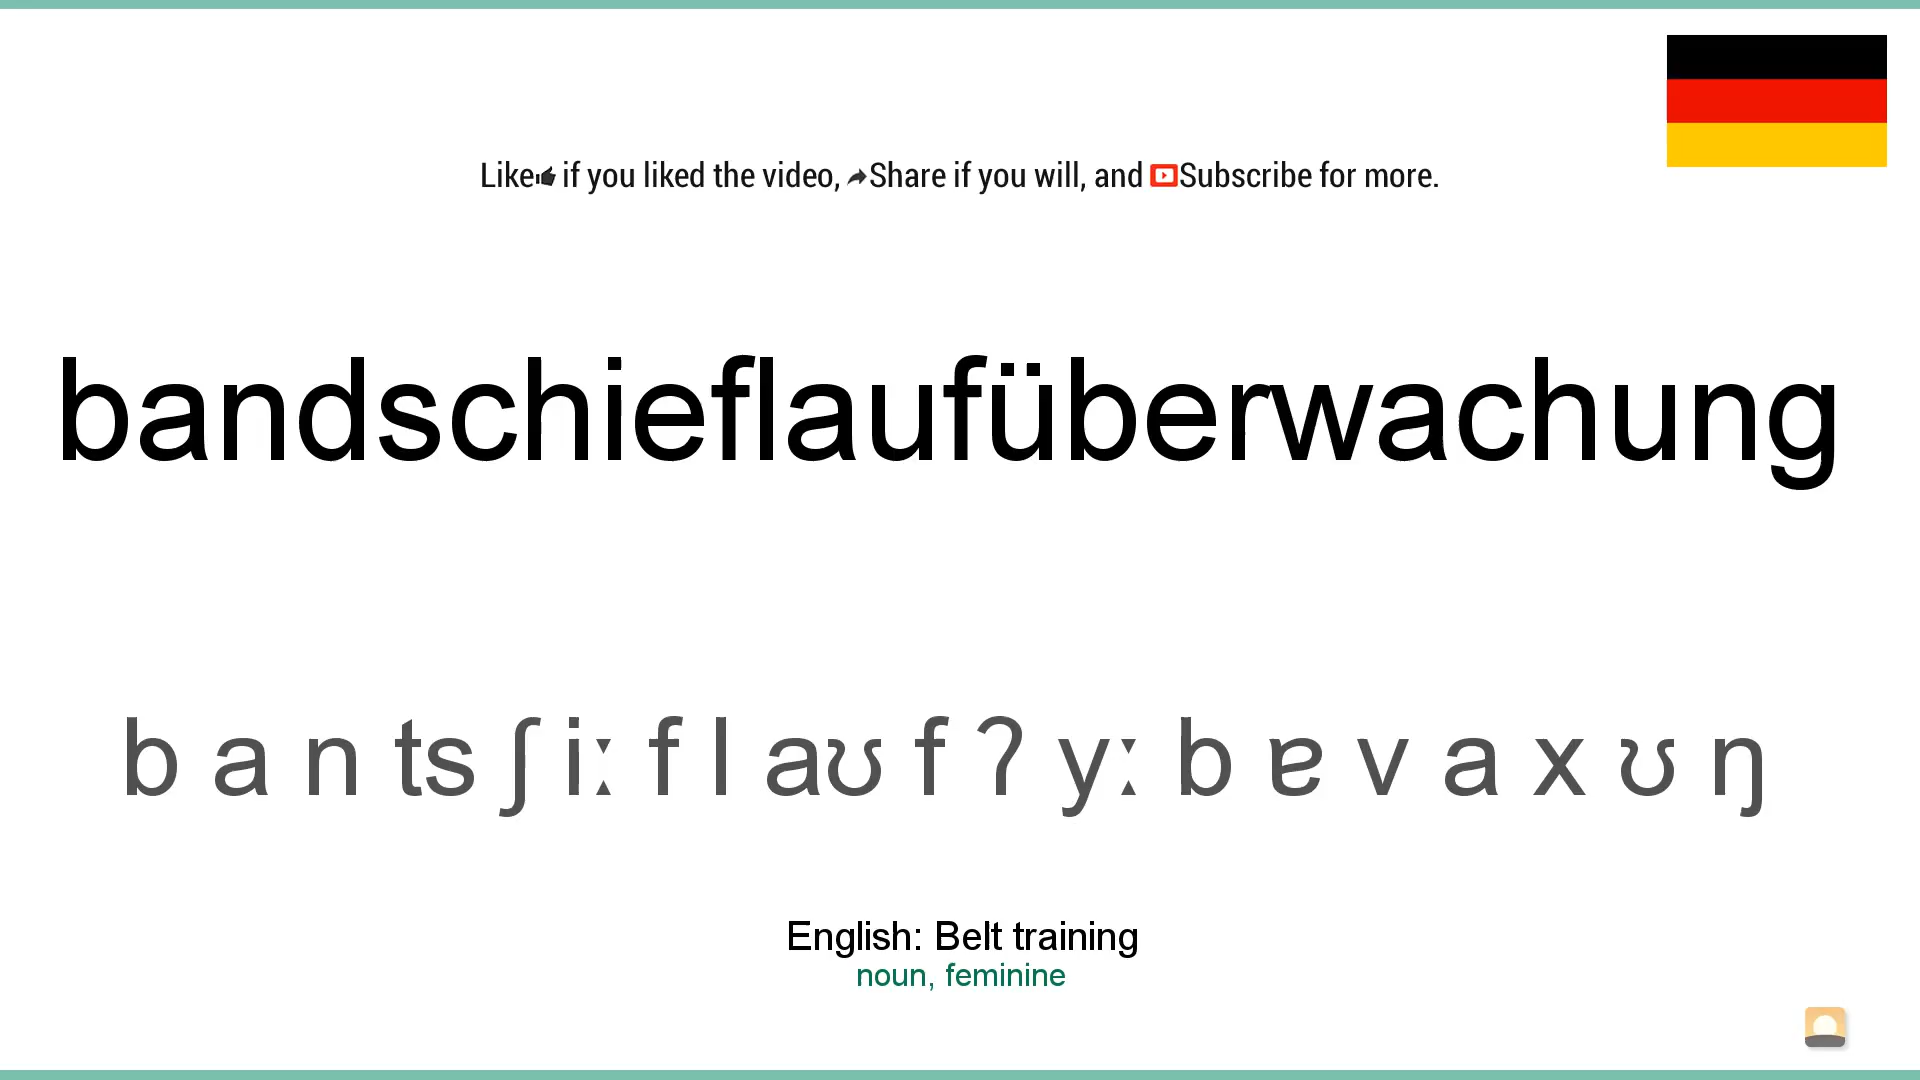 Like if you liked the video, Share if you will, and Subscribe for more.
bandschieflaufüberwachung
b a n ts ʃ iː f l aʊ f ʔ yː b ɐ v a x ʊ ŋ
English: Belt training
noun, feminine